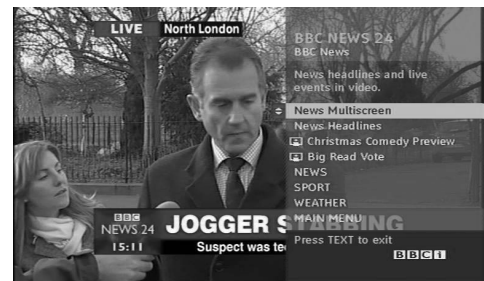 LIVE North London
BBC NEWS 24
BBC News
News headlines and live
events in video.
News Multiscreen
News Headlines
Christmas Comedy Preview
Big Read Vote
NEWS
SPORT
WEATHER
MAIN MENU
Press TEXT to exit
BBC 1
BBC
NEWS 24
15:11
JOGGER STABBING
Suspect was